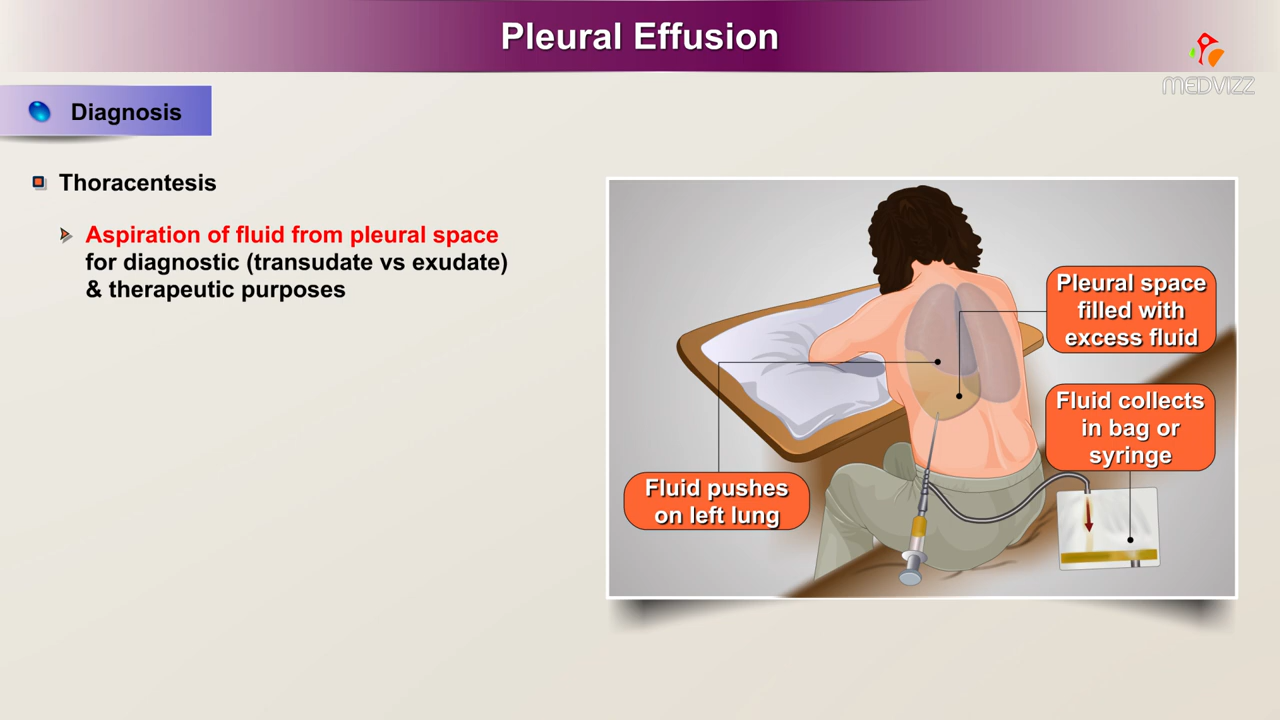 Pleural Effusion
MEDVIZZ
Diagnosis
Thoracentesis
Aspiration of fluid from pleural space
for diagnostic (transudate vs exudate)
& therapeutic purposes
Pleural space
filled with
excess fluid
Fluid collects
in bag or
syringe
Fluid pushes
on left lung